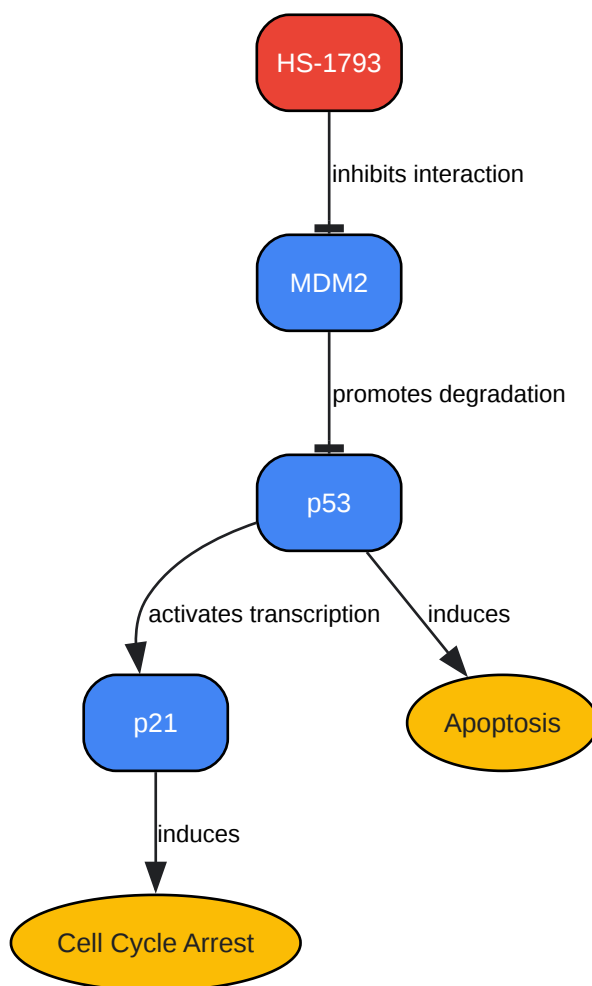 HS-1793
inhibits interaction
MDM2
promotes degradation
p53
activates transcription
induces
p21
Apoptosis
induces
Cell Cycle Arrest